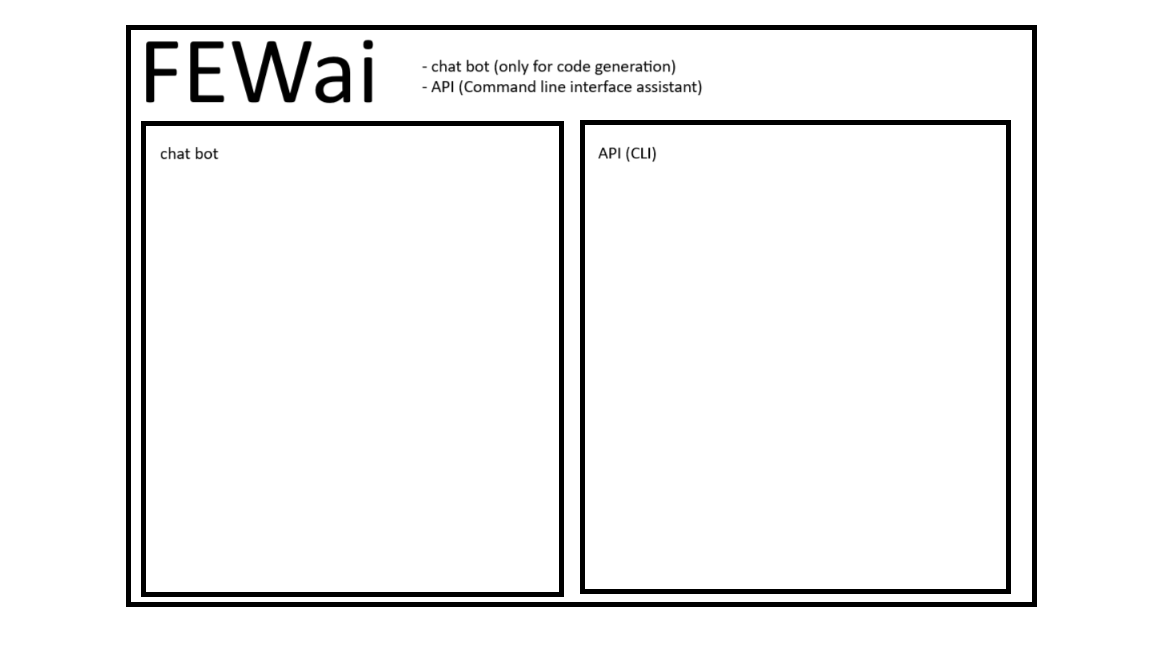 FEWai
- chat bot (only for code generation)
- API (Command line interface assistant)
chat bot
API (CLI)